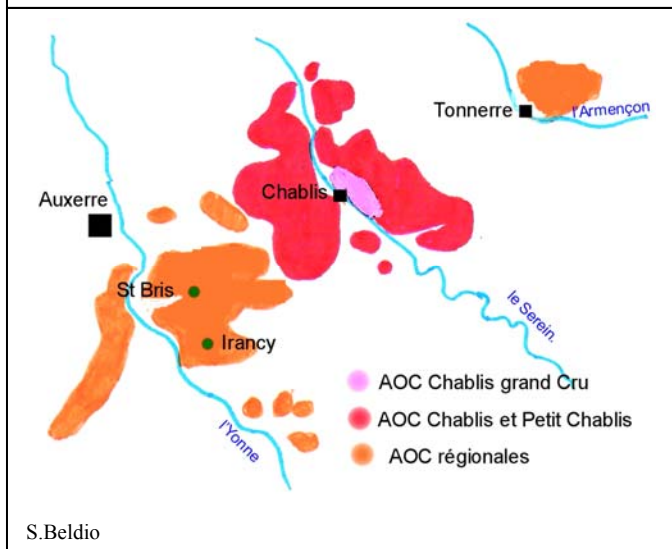 Tonnerre
l'Armençon
Chablis
Auxerre
St Bris
Irancy
le Serein.
l'Yonne
AOC Chablis grand Cru
AOC Chablis et Petit Chablis
AOC régionales
S.Beldio